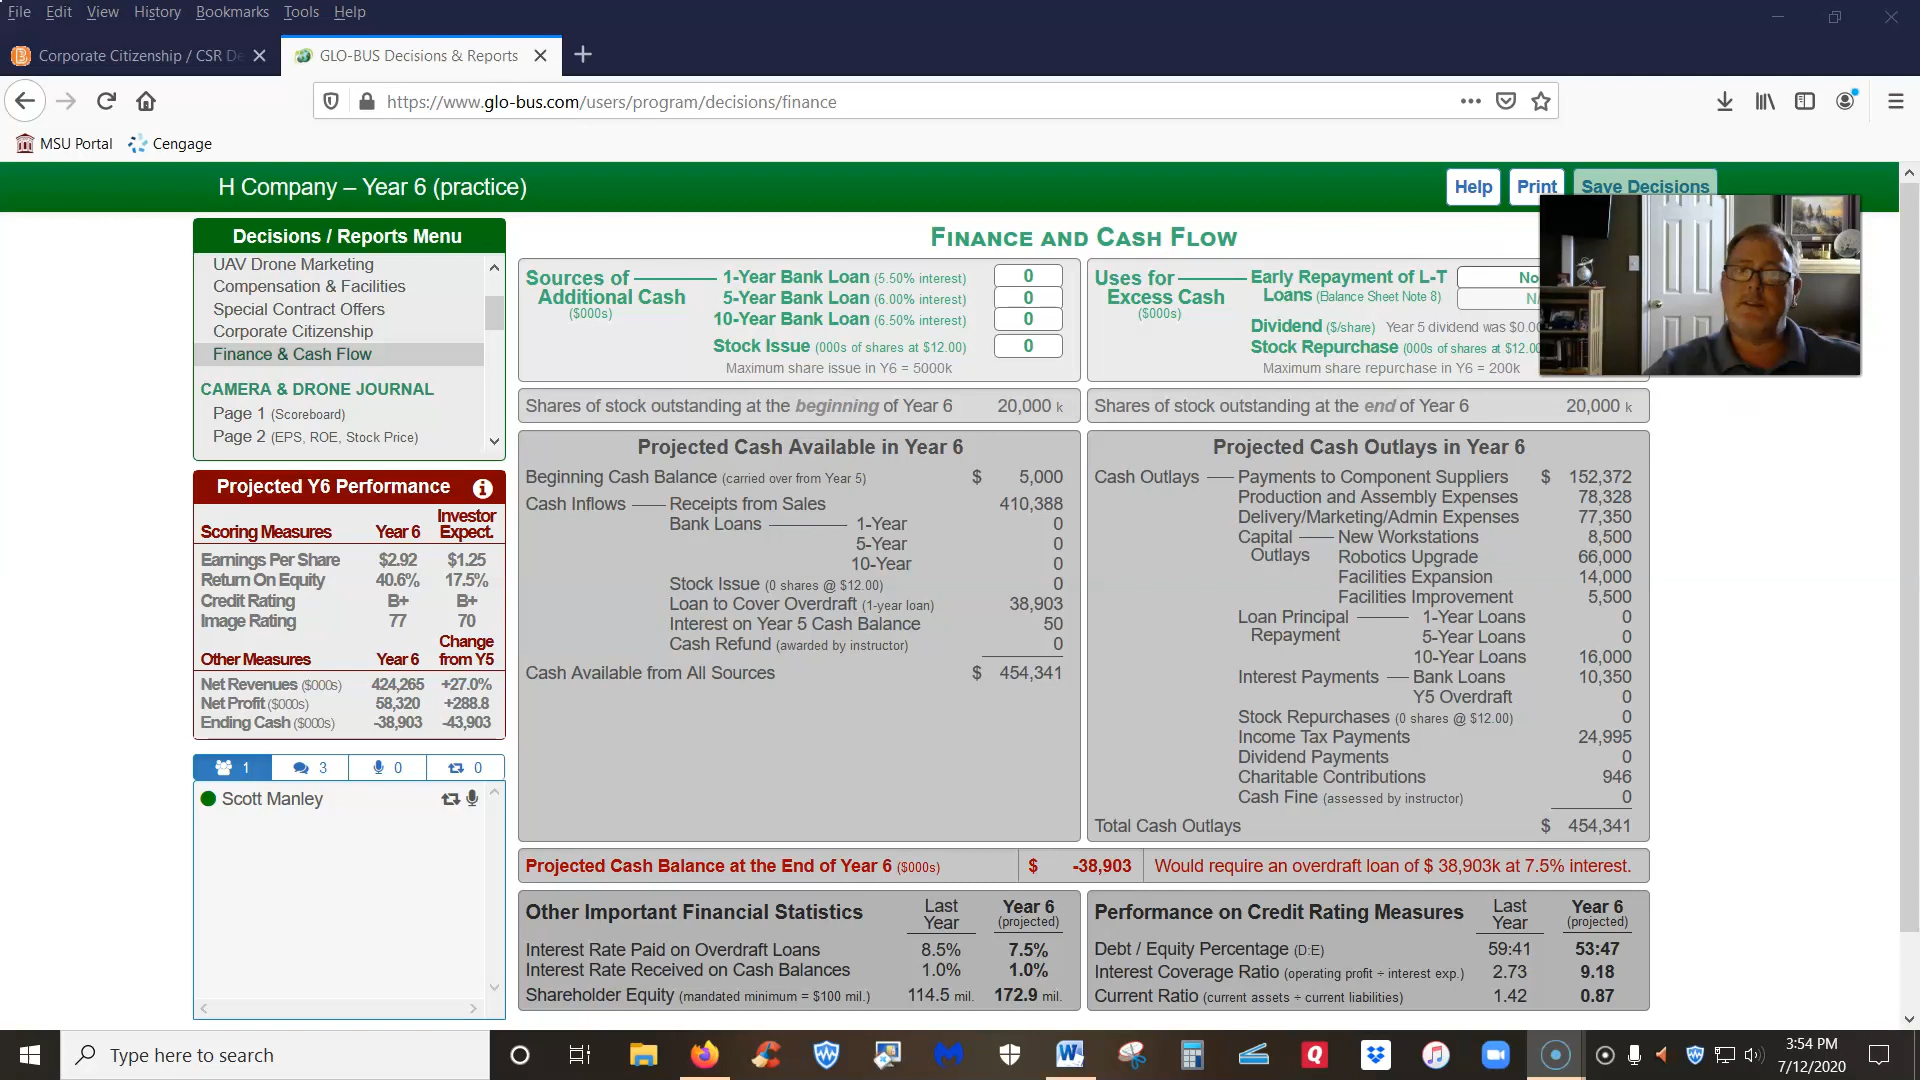 File Edit View History Bookmarks Tools Help
Corporate Citizenship / CSR De
GLO-BUS Decisions & Reports
https://www.glo-bus.com/users/program/decisions/finance
MSU Portal Cengage
H Company – Year 6 (practice)
Help Print Save Decisions
Decisions / Reports Menu
UAV Drone Marketing
Compensation & Facilities
Special Contract Offers
Corporate Citizenship
Finance & Cash Flow
CAMERA & DRONE JOURNAL
Page 1 (Scoreboard)
Page 2 (EPS, ROE, Stock Price)
Projected Y6 Performance
Scoring Measures Year 6 Investor Expect.
Earnings Per Share $2.92 $1.25
Return On Equity 40.6% 17.5%
Credit Rating B+ B+
Image Rating 77 70
Other Measures Year 6 Change from Y5
Net Revenues ($000s) 424,265 +27.0%
Net Profit ($000s) 58,320 +288.8
Ending Cash ($000s) -38,903 -43,903
1 3 0 0
Scott Manley
FINANCE AND CASH FLOW
Sources of Additional Cash ($000s)
1-Year Bank Loan (5.50% interest) 0
5-Year Bank Loan (6.00% interest) 0
10-Year Bank Loan (6.50% interest) 0
Stock Issue (000s of shares at $12.00) 0
Maximum share issue in Y6 = 5000k
Uses for Excess Cash ($000s)
Early Repayment of L-T No
Loans (Balance Sheet Note 8)
Dividend ($/share) Year 5 dividend was $0.00
Stock Repurchase (000s of shares at $12.00
Maximum share repurchase in Y6 = 200k
Shares of stock outstanding at the beginning of Year 6 20,000 k
Shares of stock outstanding at the end of Year 6 20,000 k
Projected Cash Available in Year 6
Beginning Cash Balance (carried over from Year 5) $ 5,000
Cash Inflows Receipts from Sales 410,388
Bank Loans 1-Year 0
5-Year 0
10-Year 0
Stock Issue (0 shares @ $12.00) 0
Loan to Cover Overdraft (1-year loan) 38,903
Interest on Year 5 Cash Balance 50
Cash Refund (awarded by instructor) 0
Cash Available from All Sources $ 454,341
Projected Cash Outlays in Year 6
Cash Outlays Payments to Component Suppliers $ 152,372
Production and Assembly Expenses 78,328
Delivery/Marketing/Admin Expenses 77,350
Capital Outlays New Workstations 8,500
Robotics Upgrade 66,000
Facilities Expansion 14,000
Facilities Improvement 5,500
Loan Principal Repayment 1-Year Loans 0
5-Year Loans 0
10-Year Loans 16,000
Interest Payments Bank Loans 10,350
Y5 Overdraft 0
Stock Repurchases (0 shares @ $12.00) 0
Income Tax Payments 24,995
Dividend Payments 0
Charitable Contributions 946
Cash Fine (assessed by instructor) 0
Total Cash Outlays $ 454,341
Projected Cash Balance at the End of Year 6 ($000s) $ -38,903 Would require an overdraft loan of $ 38,903k at 7.5% interest.
Other Important Financial Statistics Last Year Year 6 (projected)
Interest Rate Paid on Overdraft Loans 8.5% 7.5%
Interest Rate Received on Cash Balances 1.0% 1.0%
Shareholder Equity (mandated minimum = $100 mil.) 114.5 mil. 172.9 mil.
Performance on Credit Rating Measures Last Year Year 6 (projected)
Debt / Equity Percentage (D:E) 59:41 53:47
Interest Coverage Ratio (operating profit ÷ interest exp.) 2.73 9.18
Current Ratio (current assets ÷ current liabilities) 1.42 0.87
Type here to search
3:54 PM
7/12/2020